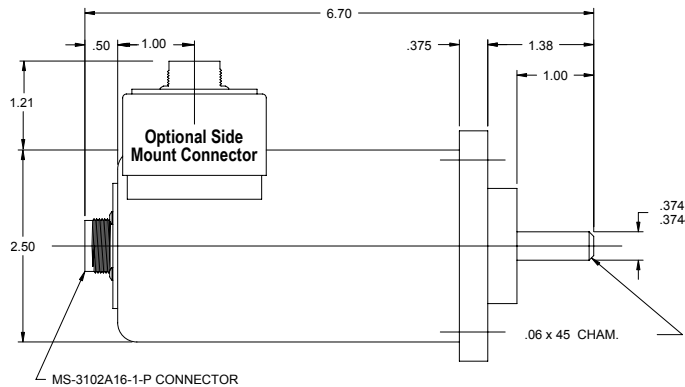 6.70
.50
1.00
.375
1.38
1.00
1.21
Optional Side
Mount Connector
.374
.374
2.50
.06 x 45 CHAM.
MS-3102A16-1-P CONNECTOR